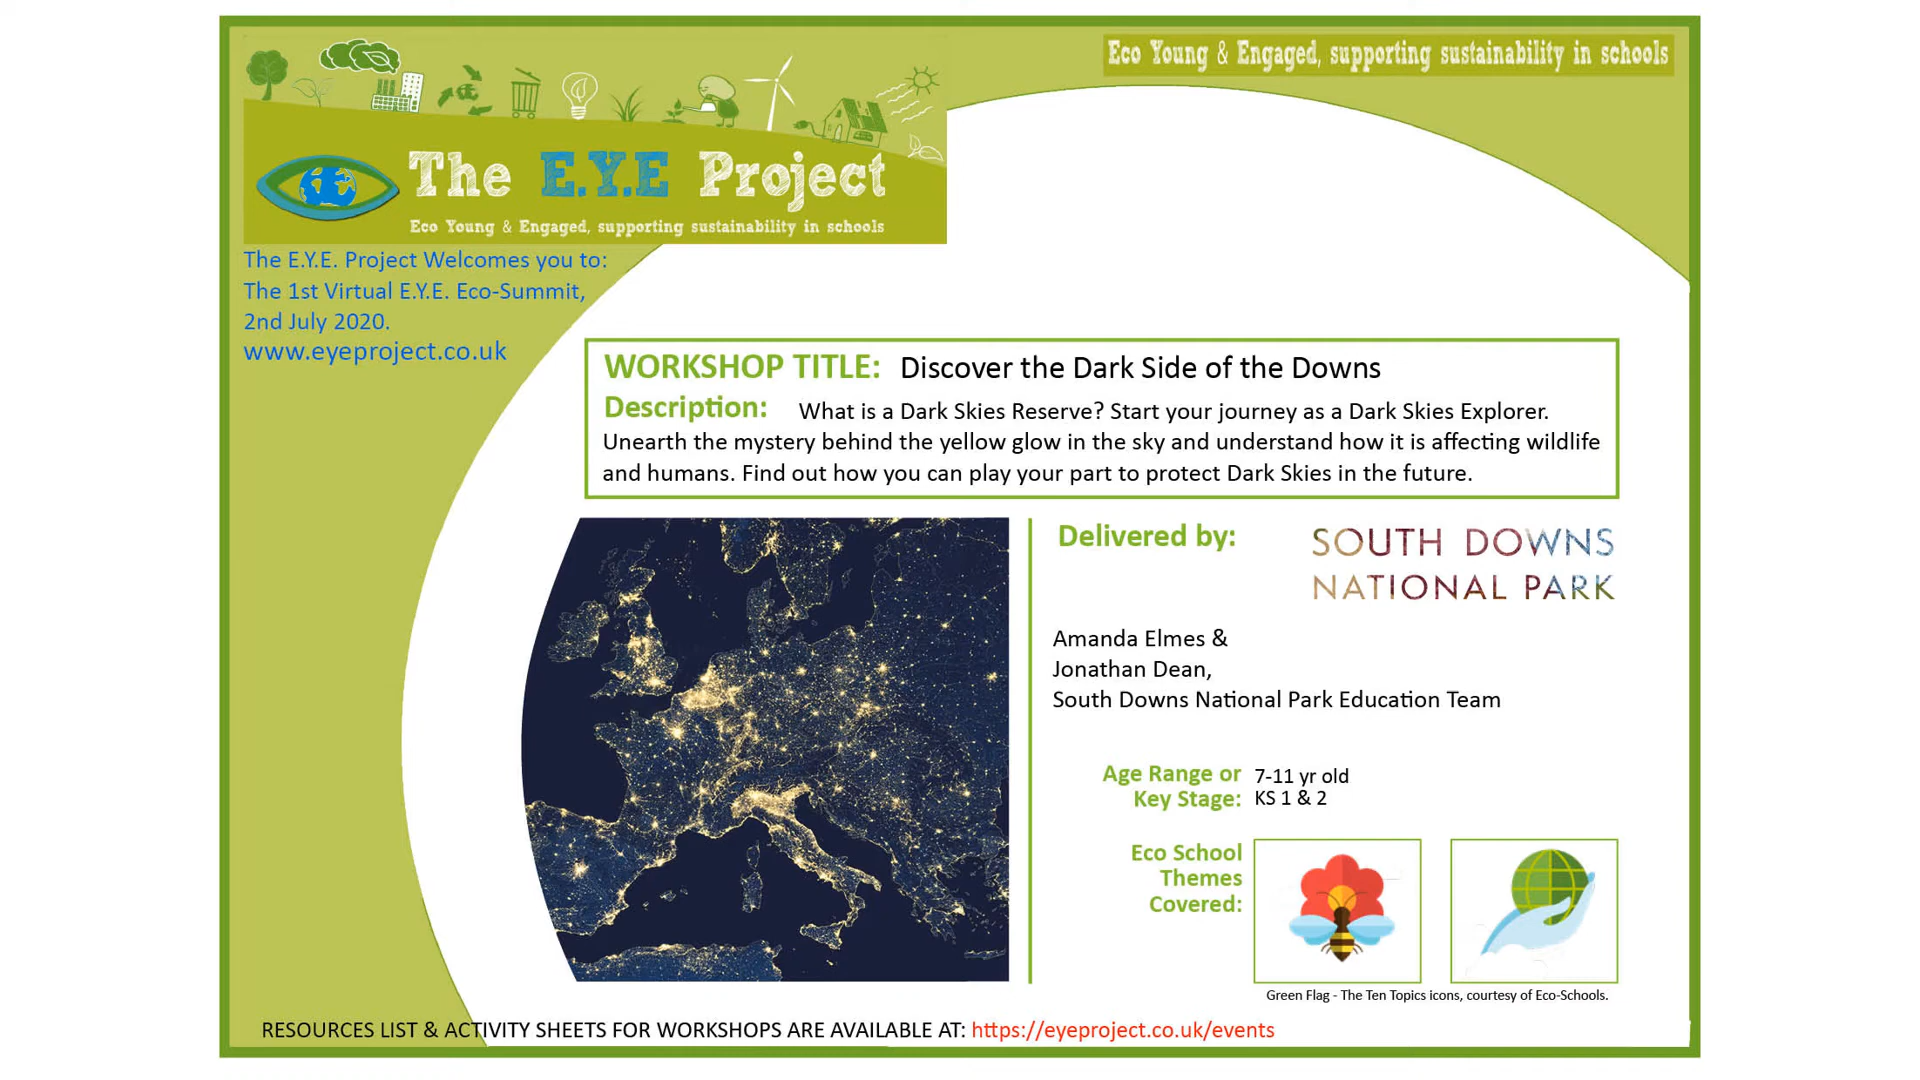 Eco Young & Engaged, supporting sustainability in schools
The E.Y.E Project
Eco Young & Engaged, supporting sustainability in schools
The E.Y.E. Project Welcomes you to:
The 1st Virtual E.Y.E. Eco-Summit,
2nd July 2020.
www.eyeproject.co.uk
WORKSHOP TITLE: Discover the Dark Side of the Downs
Description: What is a Dark Skies Reserve? Start your journey as a Dark Skies Explorer.
Unearth the mystery behind the yellow glow in the sky and understand how it is affecting wildlife
and humans. Find out how you can play your part to protect Dark Skies in the future.
Delivered by:
SOUTH DOWNS
NATIONAL PARK
Amanda Elmes &
Jonathan Dean,
South Downs National Park Education Team
Age Range or 7-11 yr old
Key Stage: KS 1 & 2
Eco School
Themes
Covered:
Green Flag - The Ten Topics icons, courtesy of Eco-Schools.
RESOURCES LIST & ACTIVITY SHEETS FOR WORKSHOPS ARE AVAILABLE AT: https://eyeproject.co.uk/events